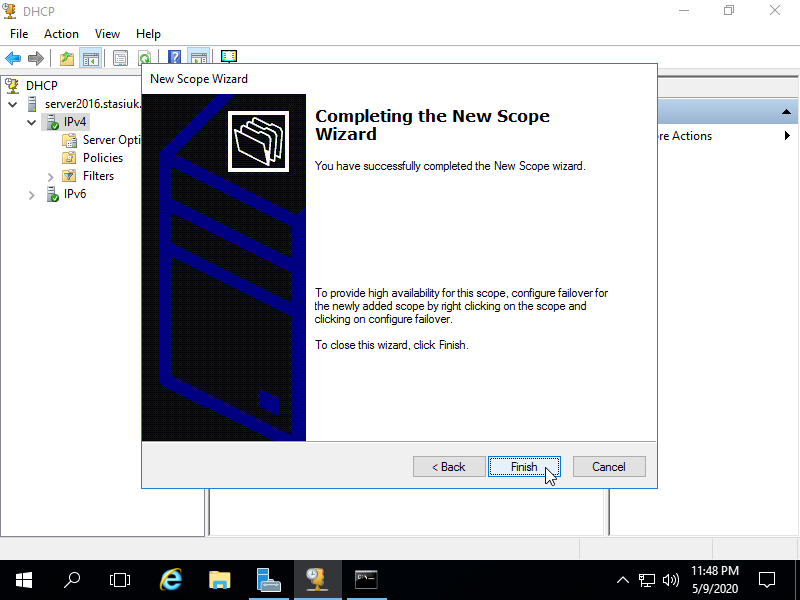 DHCP
File Action View Help
DHCP
server2016.stasiuk.
IPv4
Server Opti
Policies
Filters
IPv6
New Scope Wizard
Completing the New Scope
Wizard
You have successfully completed the New Scope wizard.
To provide high availability for this scope, configure failover for
the newly added scope by right clicking on the scope and
clicking on configure failover.
To close this wizard, click Finish.
< Back
Finish
Cancel
re Actions
11:48 PM
5/9/2020